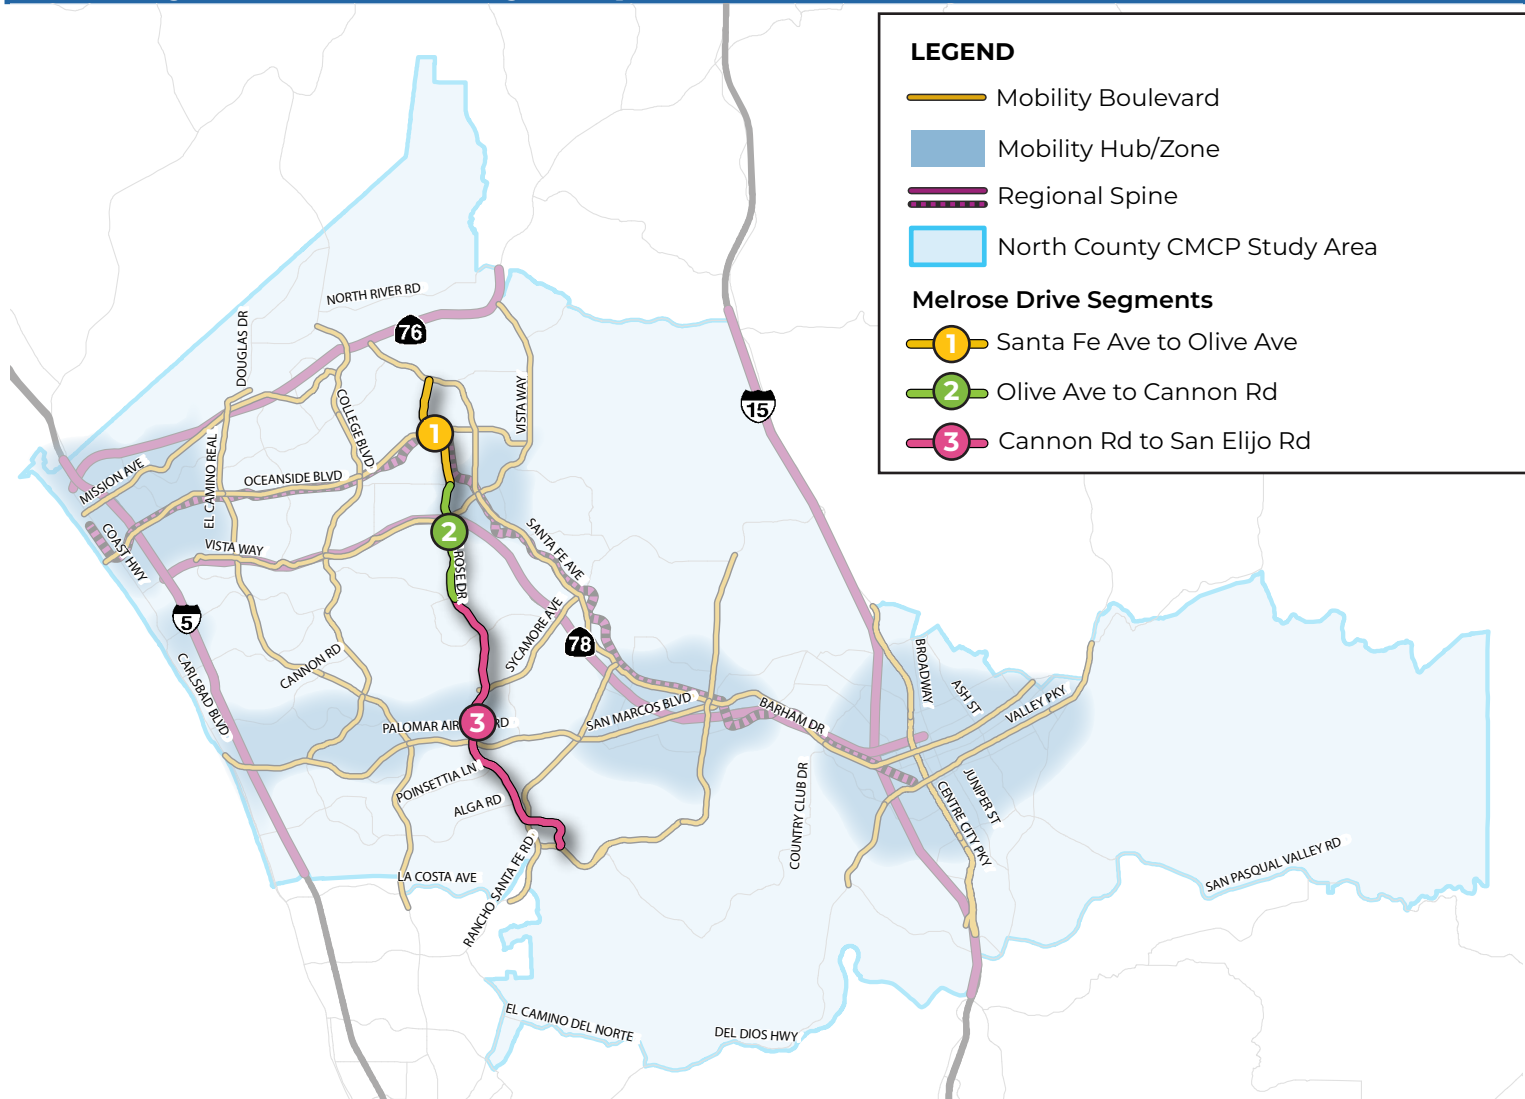 LEGEND
Mobility Boulevard
Mobility Hub/Zone
Regional Spine
North County CMCP Study Area
Melrose Drive Segments
1 Santa Fe Ave to Olive Ave
2 Olive Ave to Cannon Rd
3 Cannon Rd to San Elijo Rd
NORTH RIVER RD
76
DOUGLAS DR
COLLEGE BLVD
VISTA WAY
15
1
EL CAMINO REAL
MISSION AVE
OCEANSIDE BLVD
COAST HWY
VISTA WAY
2
ROSE DR
SANTA FE AVE
5
SYCAMORE AVE
78
CANNON RD
CARLSBAD BLVD
BROADWAY
ASH ST
VALLEY PKY
PALOMAR AIR
RD
3
SAN MARCOS BLVD
BARHAM DR
POINSETTIA LN
ALGA RD
COUNTRY CLUB DR
CENTRE CITY PKY
JUNIPER ST
LA COSTA AVE
RANCHO SANTA FE RD
SAN PASQUAL VALLEY RD
EL CAMINO DEL NORTE
DEL DIOS HWY